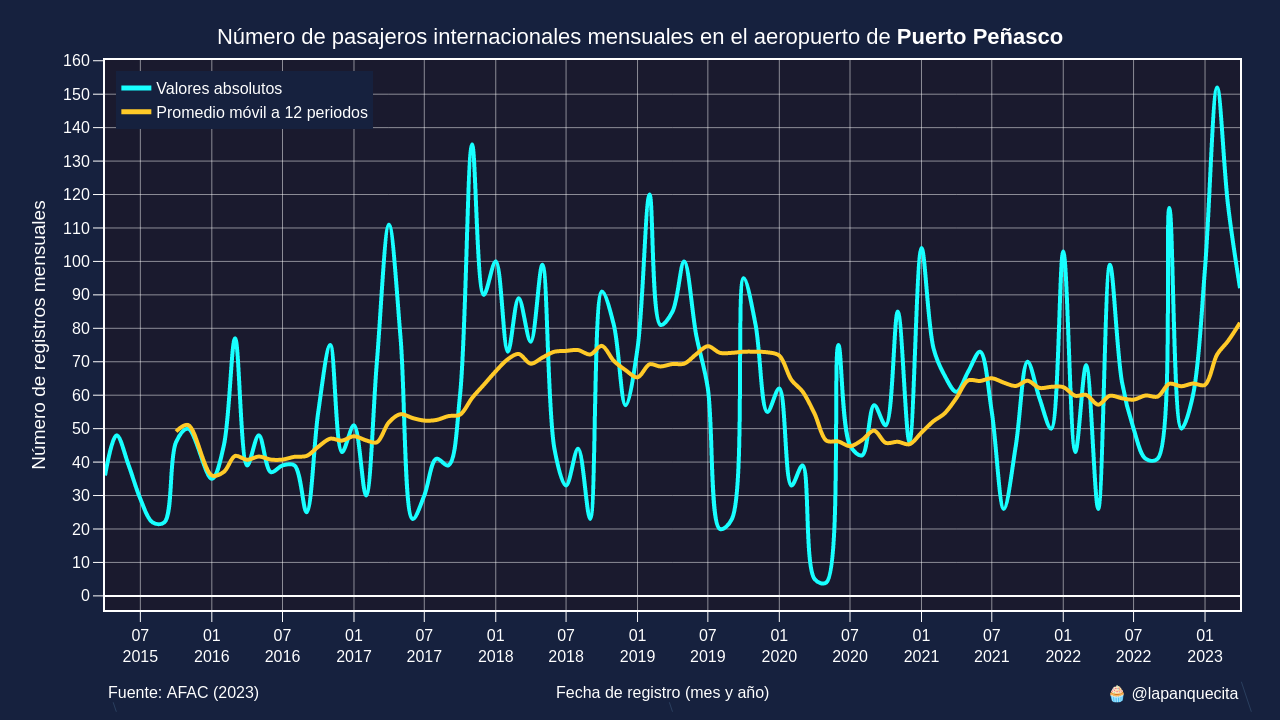 Número de pasajeros internacionales mensuales en el aeropuerto de Puerto Peñasco
Valores absolutos
Promedio móvil a 12 periodos
Número de registros mensuales
160
150
140
130
120
110
100
90
80
70
60
50
40
30
20
10
0
07 01 07 01 07 01 07 01 07 01 07 01 07 01 07 01
2015 2016 2016 2017 2017 2018 2018 2019 2019 2020 2020 2021 2021 2022 2022 2023
Fuente: AFAC (2023)
Fecha de registro (mes y año)
🧁 @lapanquecita